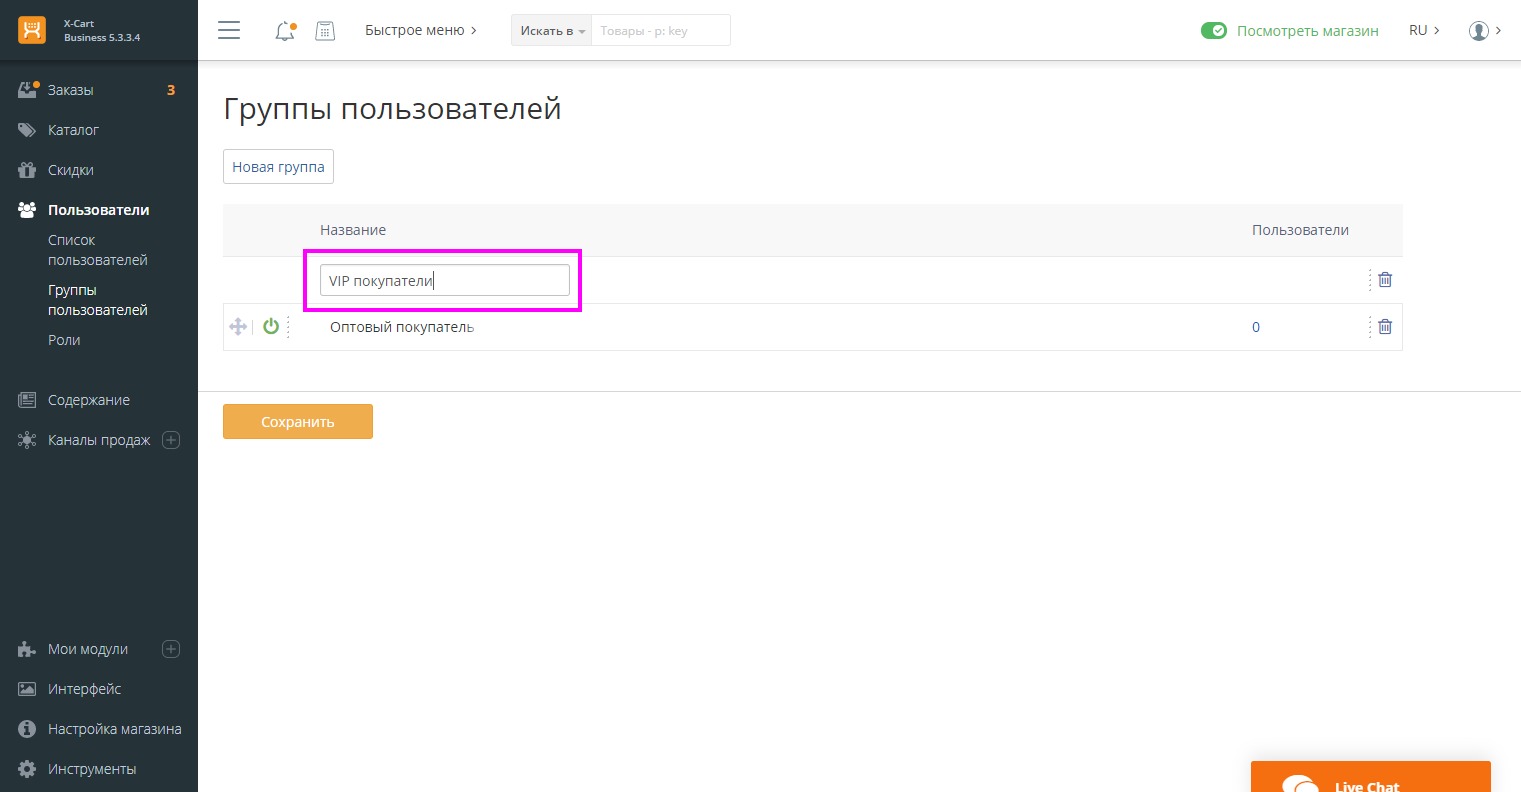 X-Cart
Business 5.3.3.4
Быстрое меню
Искать в
Товары - p: key
Посмотреть магазин
RU
Заказы
3
Каталог
Скидки
Пользователи
Список
пользователей
Группы
пользователей
Роли
Содержание
Каналы продаж
Мои модули
Интерфейс
Настройка магазина
Инструменты
Группы пользователей
Новая группа
Название
Пользователи
VIP покупатели
Оптовый покупатель
0
Сохранить
Live Chat